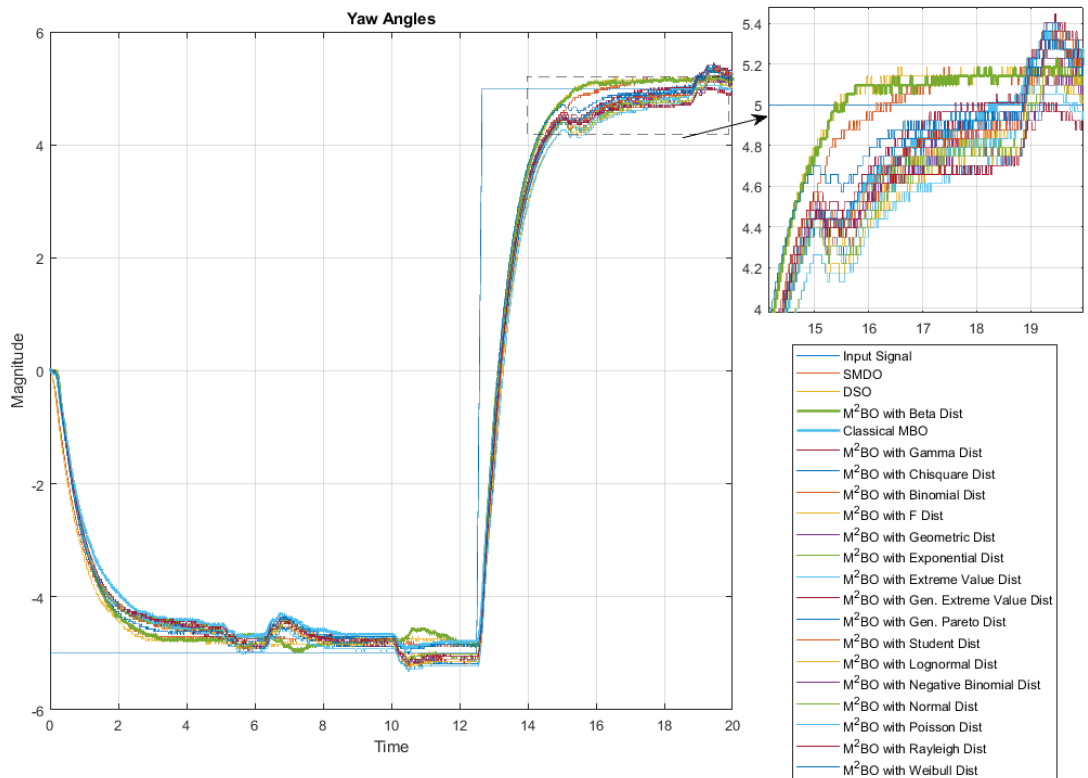 Yaw Angles
6
4
2
0
-2
-4
-6
Magnitude
0 2 4 6 8 10 12 14 16 18 20
Time
5.4
5.2
5
4.8
4.6
4.4
4.2
4
15 16 17 18 19
Input Signal
SMDO
DSO
M²BO with Beta Dist
Classical MBO
M²BO with Gamma Dist
M²BO with Chisquare Dist
M²BO with Binomial Dist
M²BO with F Dist
M²BO with Geometric Dist
M²BO with Exponential Dist
M²BO with Extreme Value Dist
M²BO with Gen. Extreme Value Dist
M²BO with Gen. Pareto Dist
M²BO with Student Dist
M²BO with Lognormal Dist
M²BO with Negative Binomial Dist
M²BO with Normal Dist
M²BO with Poisson Dist
M²BO with Rayleigh Dist
M²BO with Weibull Dist